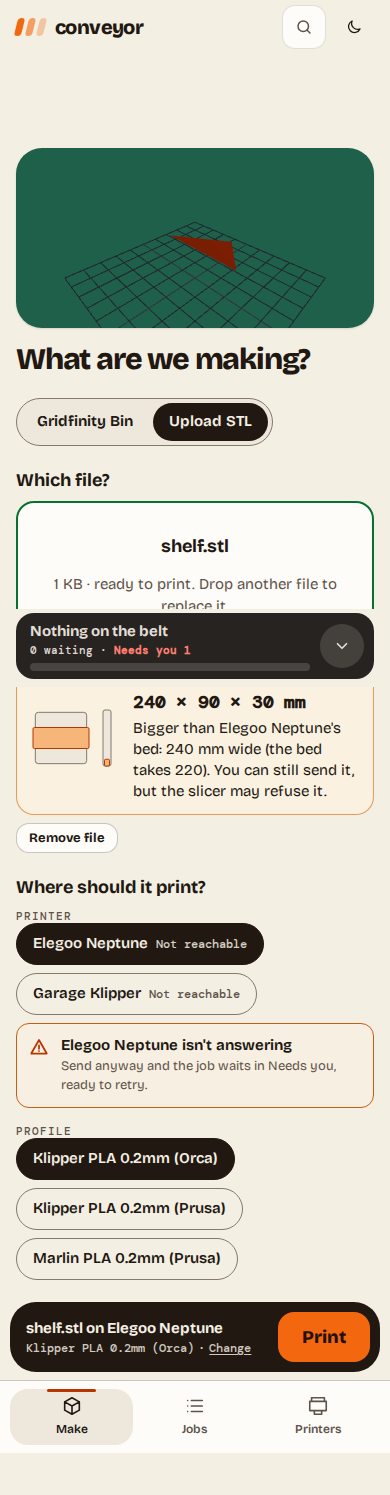 conveyor
What are we making?
Gridfinity Bin
Upload STL
Which file?
shelf.stl
1 KB · ready to print. Drop another file to
replace it.
Nothing on the belt
0 waiting · Needs you 1
240 × 90 × 30 mm
Bigger than Elegoo Neptune's
bed: 240 mm wide (the bed
takes 220). You can still send it,
but the slicer may refuse it.
Remove file
Where should it print?
PRINTER
Elegoo Neptune Not reachable
Garage Klipper Not reachable
Elegoo Neptune isn't answering
Send anyway and the job waits in Needs you,
ready to retry.
PROFILE
Klipper PLA 0.2mm (Orca)
Klipper PLA 0.2mm (Prusa)
Marlin PLA 0.2mm (Prusa)
shelf.stl on Elegoo Neptune
Klipper PLA 0.2mm (Orca) · Change
Print
Make
Jobs
Printers